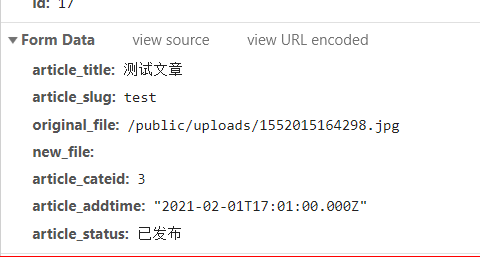 id: 17
Form Data view source view URL encoded
article_title: 测试文章
article_slug: test
original_file: /public/uploads/1552015164298.jpg
new_file:
article_cateid: 3
article_addtime: "2021-02-01T17:01:00.000Z"
article_status: 已发布